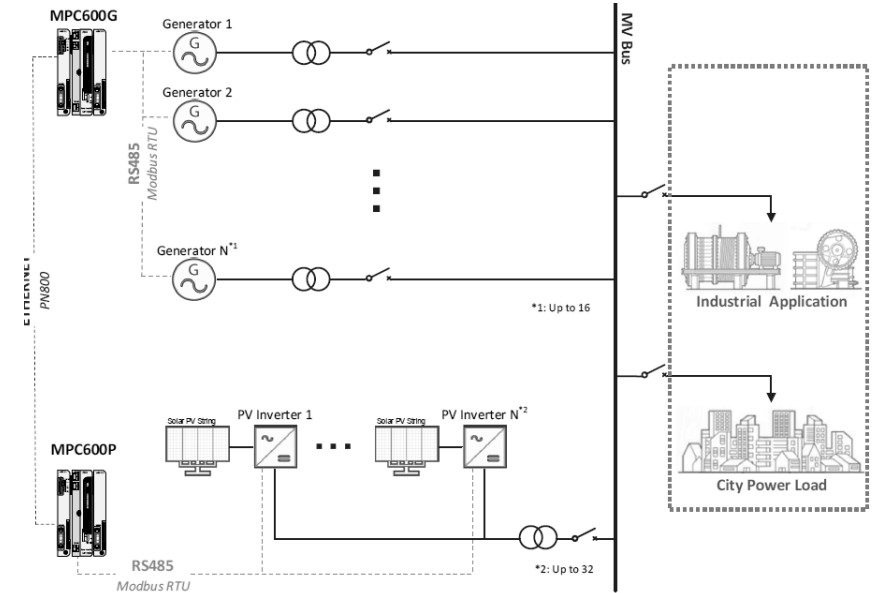 MPC600G
Generator 1
G
MV Bus
Generator 2
G
RS485
Modbus RTU
Generator N*1
G
ETHERNET
PN800
*1: Up to 16
Industrial Application
Solar PV String
PV Inverter 1
Solar PV String
PV Inverter N*2
MPC600P
City Power Load
*2: Up to 32
RS485
Modbus RTU